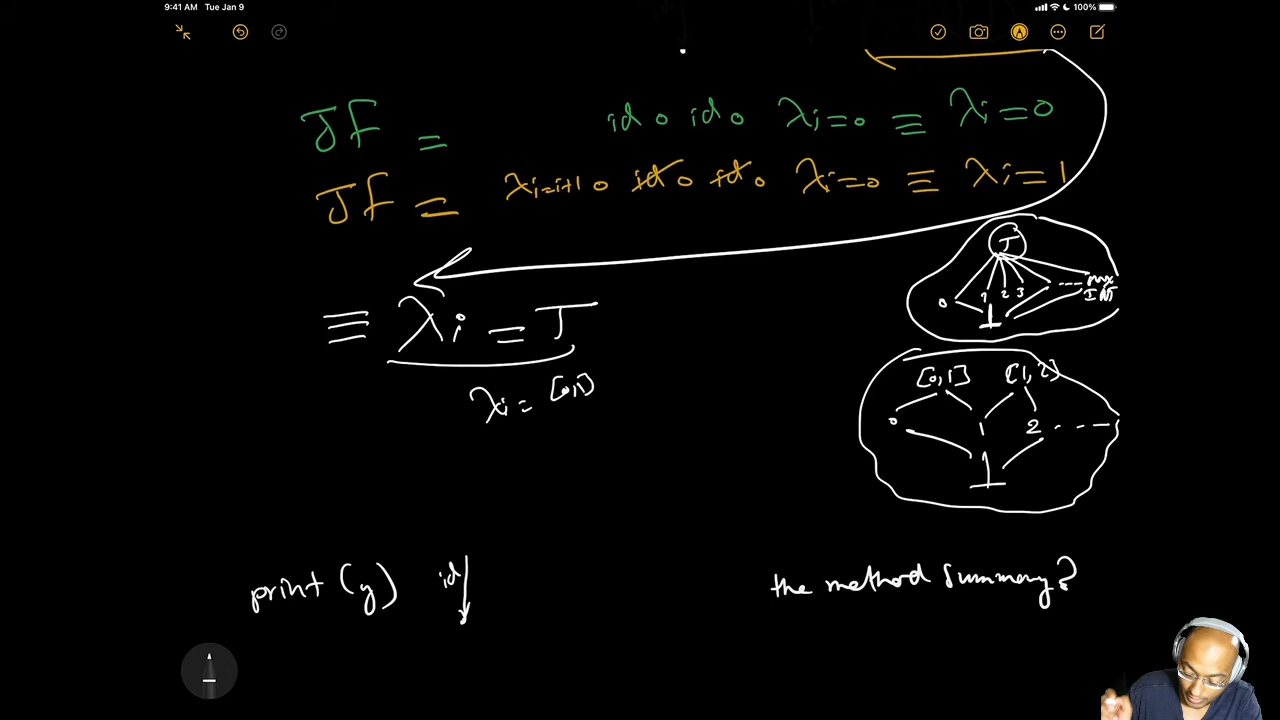 9:41 AM Tue Jan 9
100%
JF = id ∘ id ∘ λi=0 ≡ λi=0
JF = λi=i+1 ∘ id ∘ id ∘ λi=0 ≡ λi=1
T
0 1 2 3 --- MAX
INT
⊥
≡ λi = T
[0,1] [1,2]
λi = [0,1]
0 1 2 ----
⊥
print (y) id
the method summary?